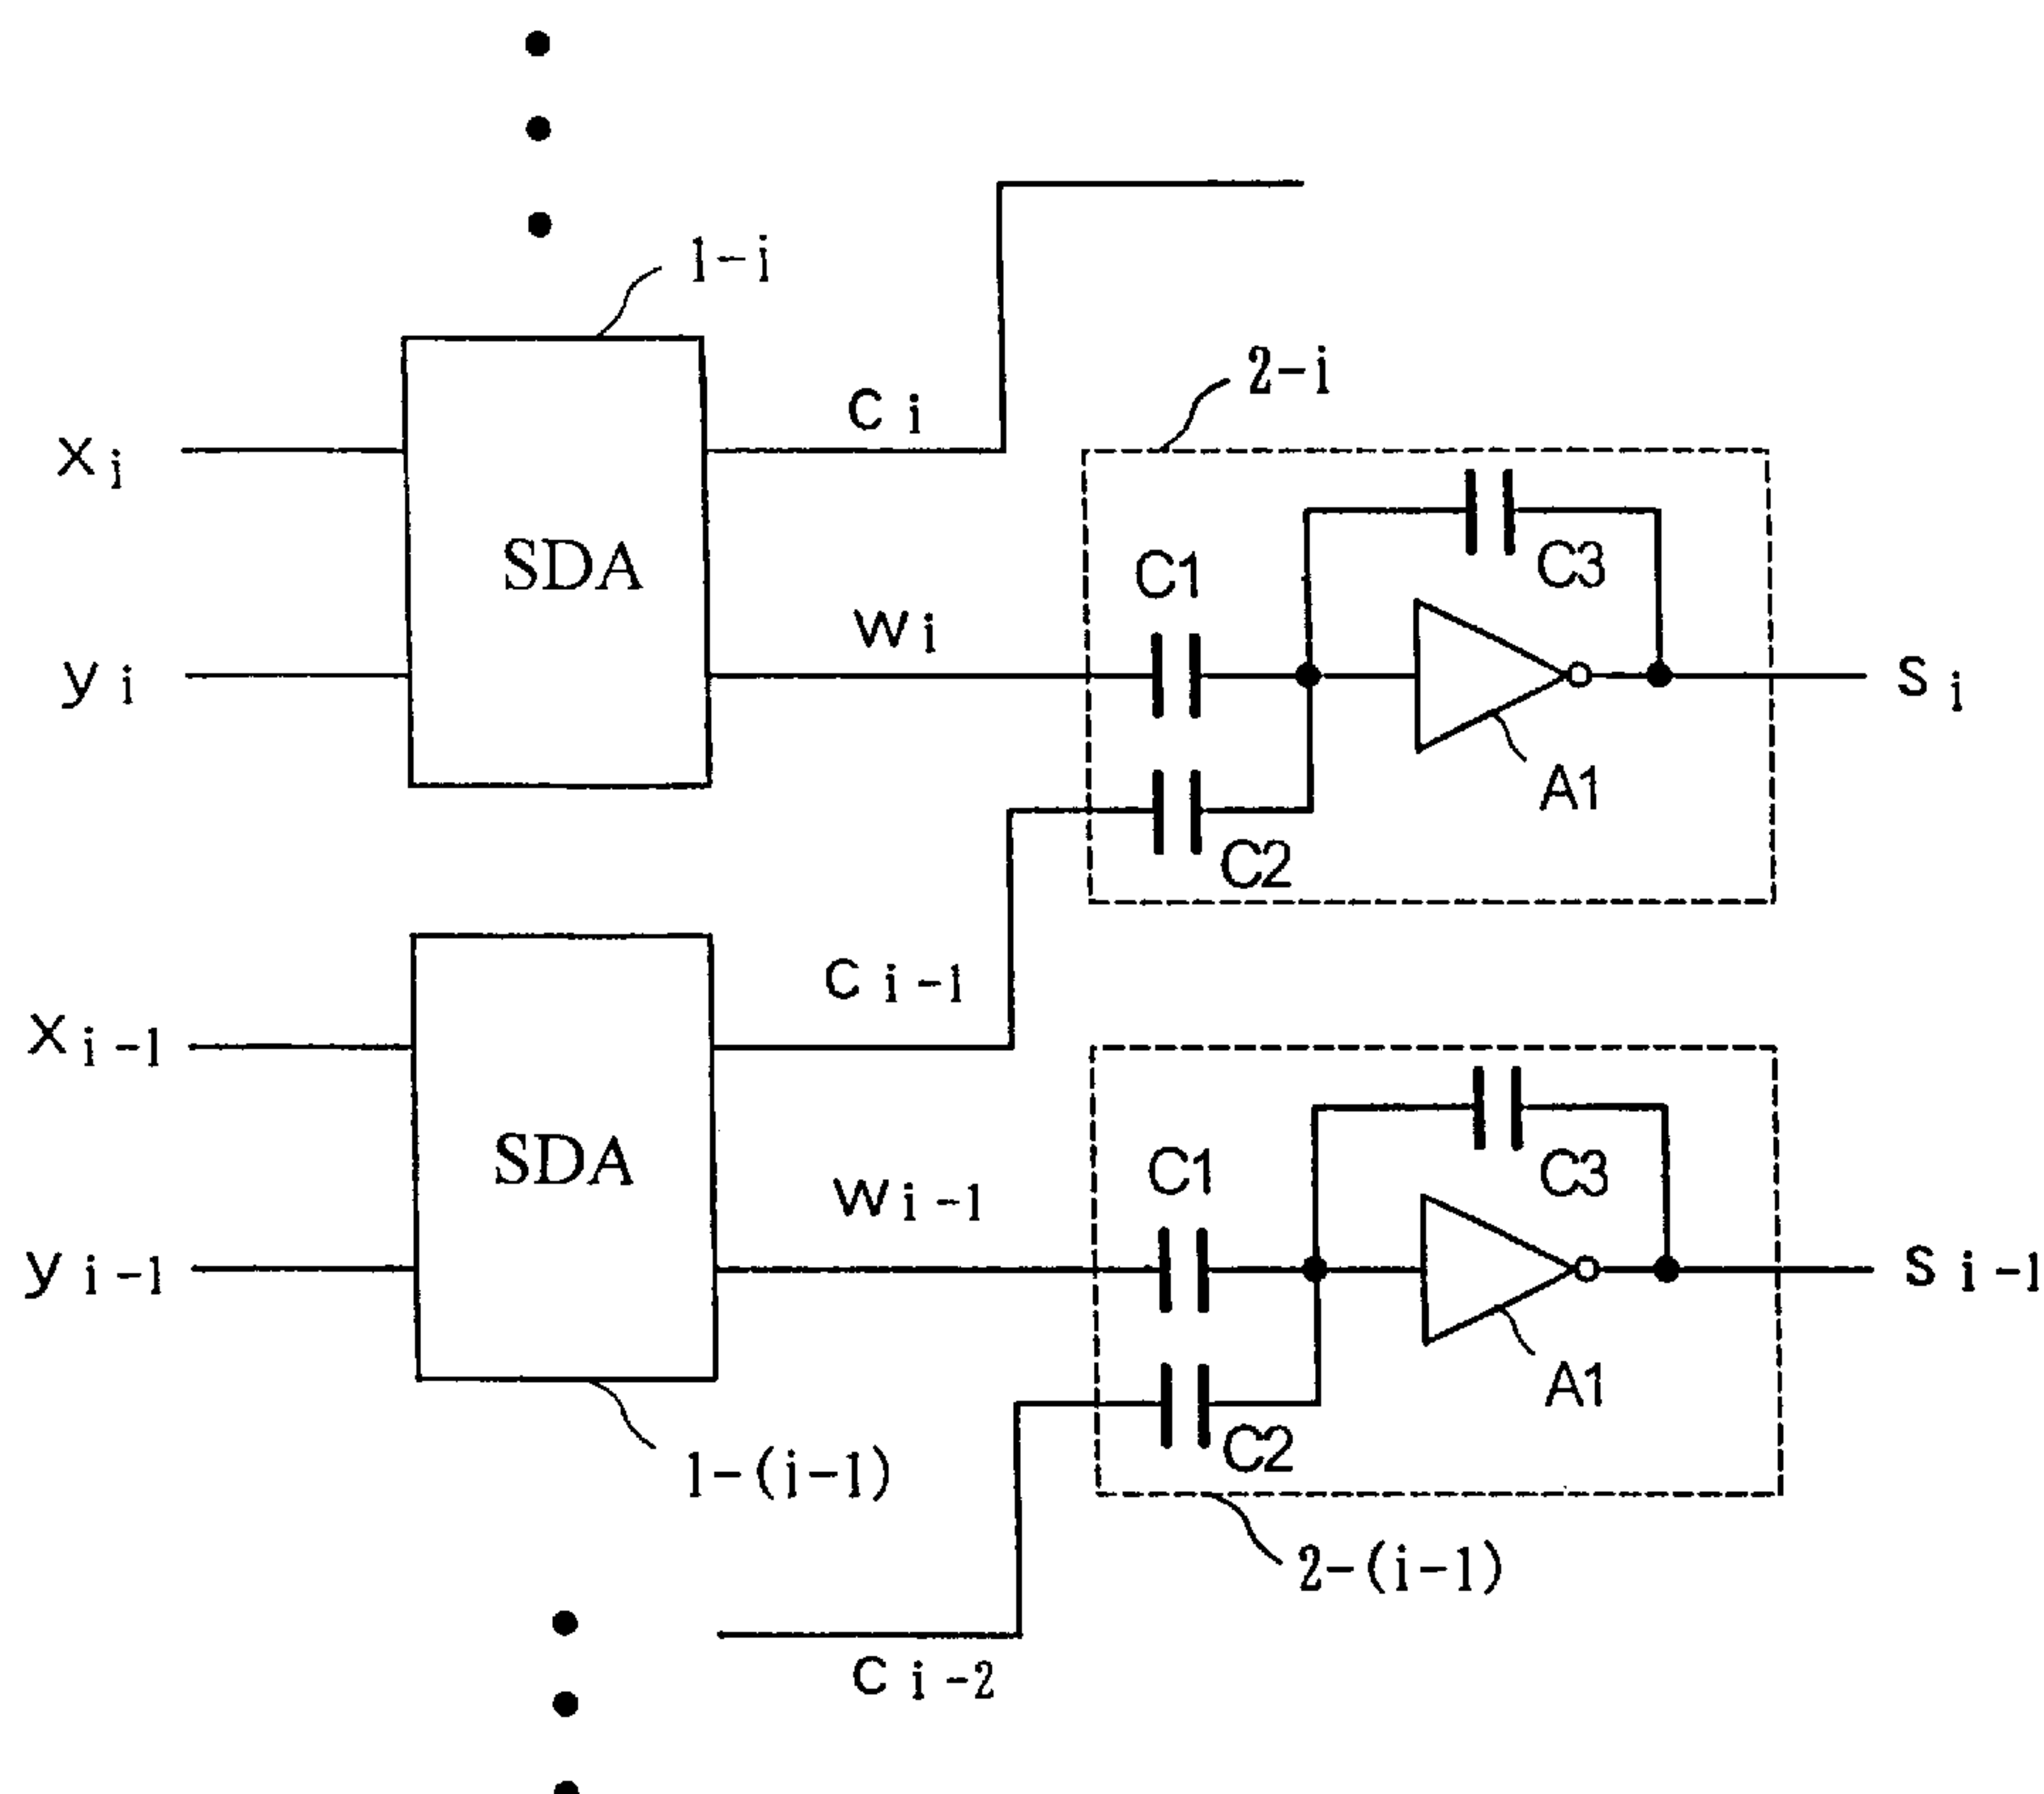 1-i
2-i
C i
X i
SDA
C1
C3
W i
y i
S i
A1
C2
C i-1
X i-1
SDA
C1
C3
W i-1
y i-1
S i-1
A1
C2
1-(i-1)
2-(i-1)
C i-2